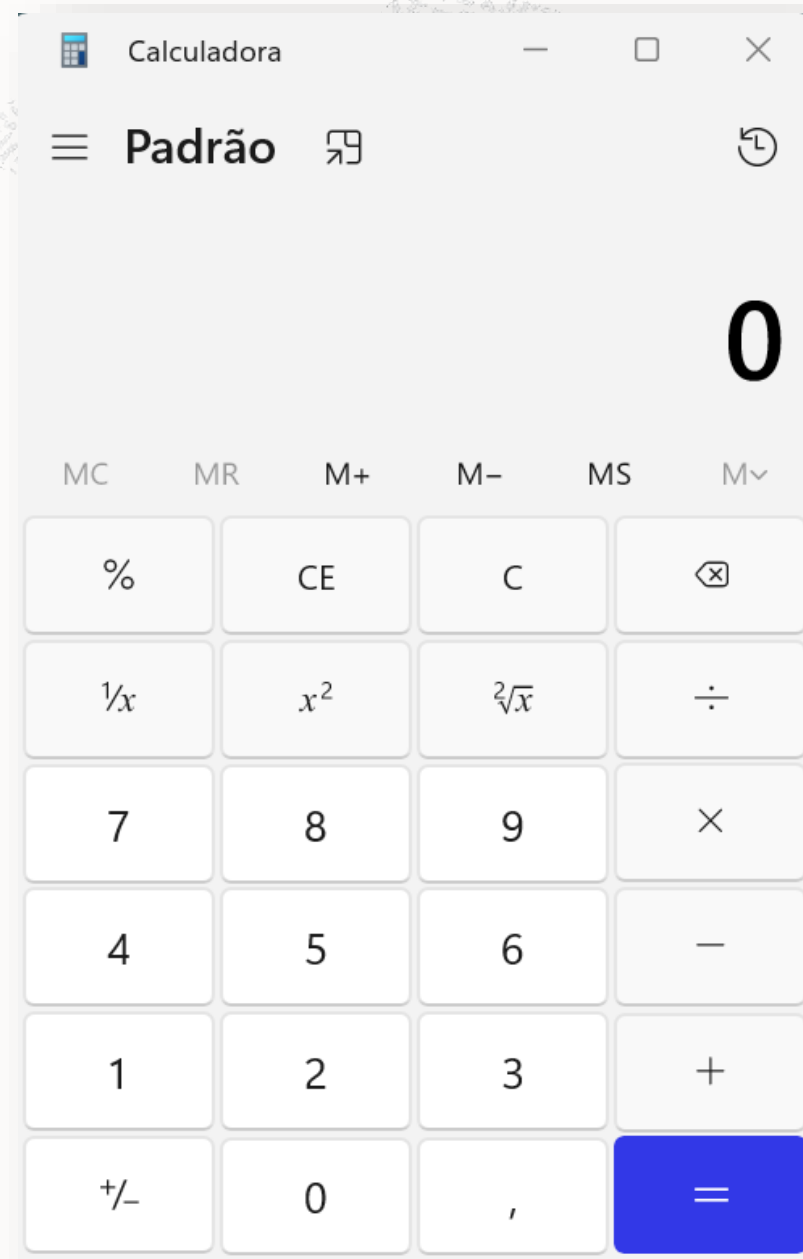 Calculadora
Padrão
0
MC MR M+ M− MS M
% CE C
¹/x x² ²√x ÷
7 8 9 ×
4 5 6 −
1 2 3 +
+/− 0 , =